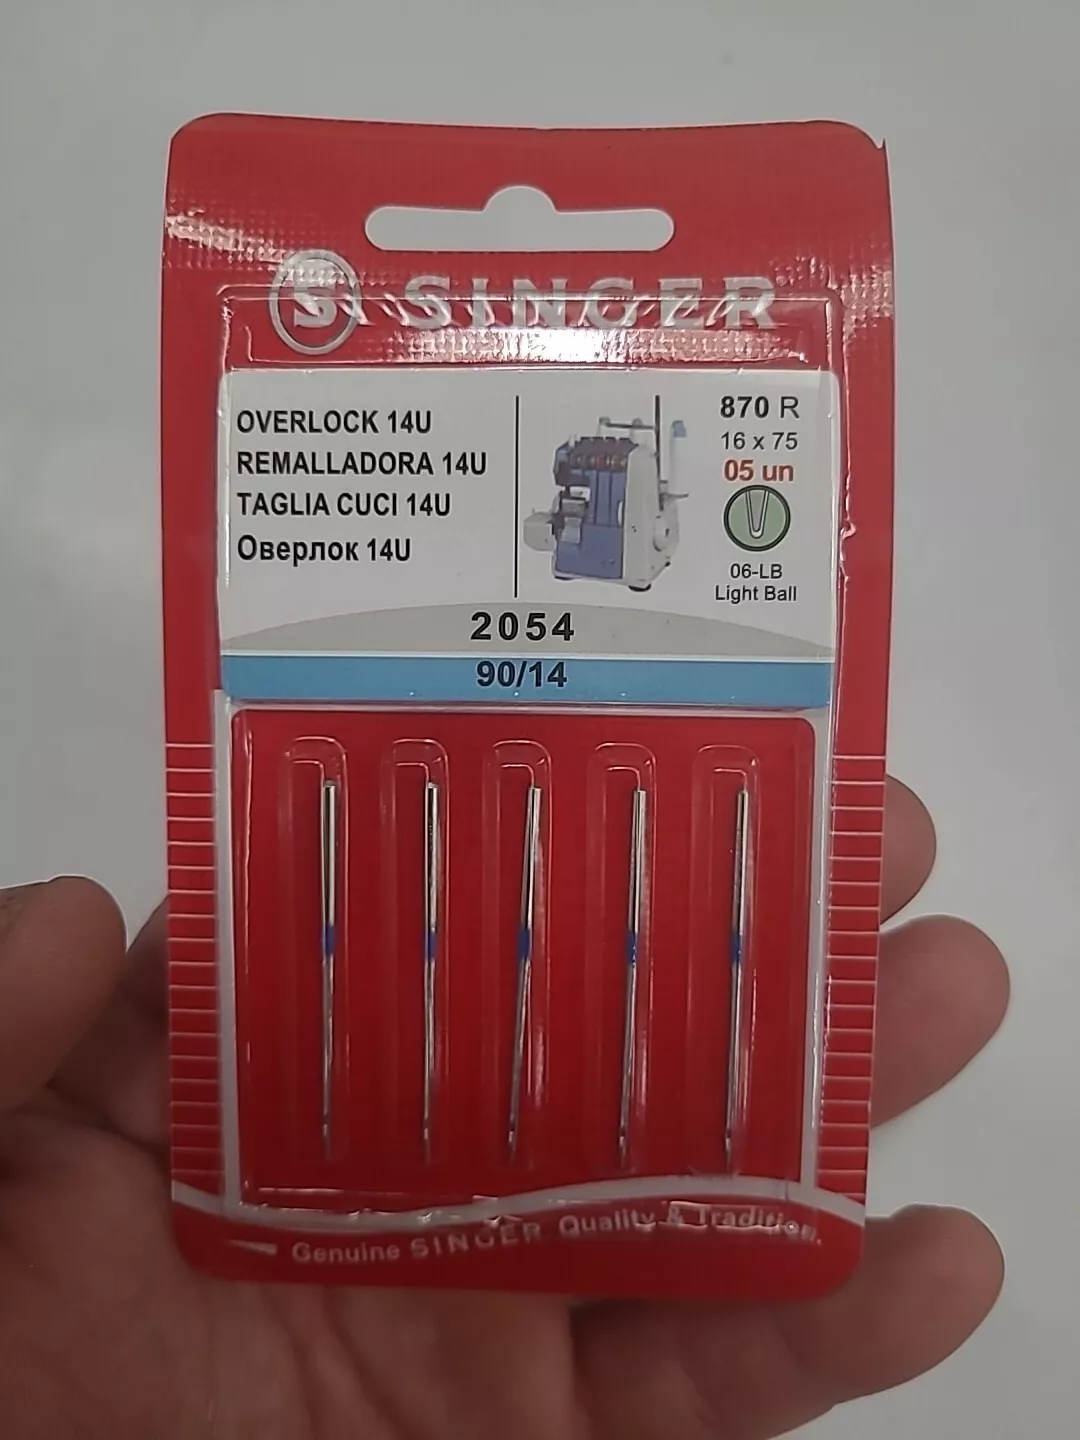 S SINGER
OVERLOCK 14U
REMALLADORA 14U
TAGLIA CUCI 14U
Оверлок 14U
870 R
16 x 75
05 un
06-LB
Light Ball
2054
90/14
Genuine SINGER Quality & Tradition.